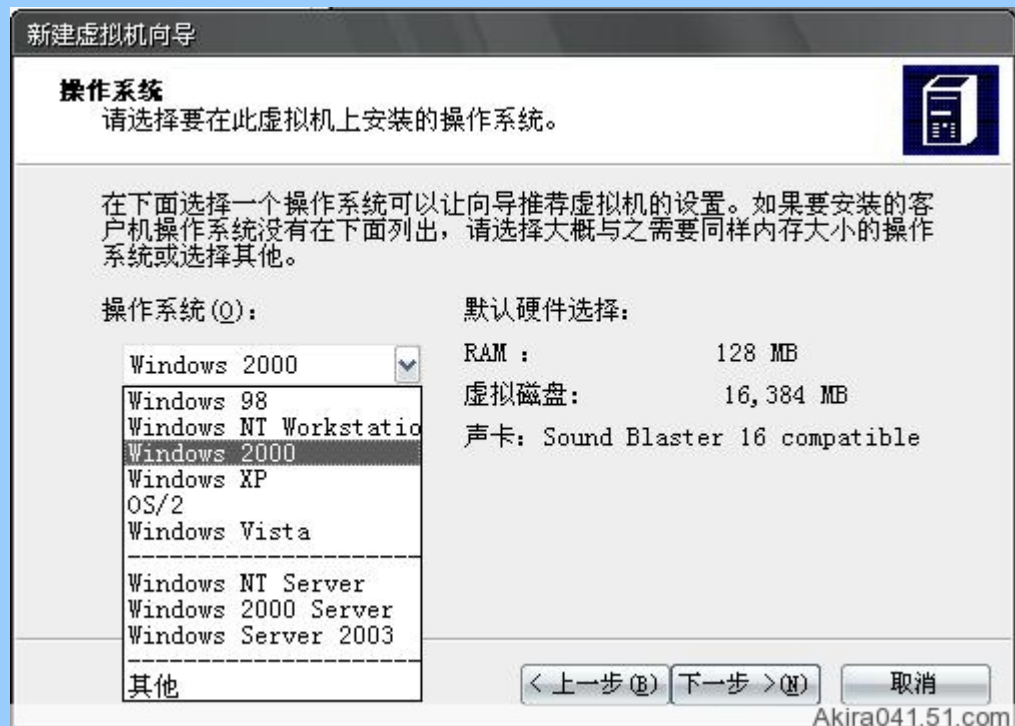 新建虚拟机向导
操作系统
请选择要在此虚拟机上安装的操作系统。
在下面选择一个操作系统可以让向导推荐虚拟机的设置。如果要安装的客
户机操作系统没有在下面列出，请选择大概与之需要同样内存大小的操作
系统或选择其他。
操作系统(O)：
默认硬件选择：
Windows 2000
RAM ： 128 MB
虚拟磁盘： 16,384 MB
声卡：Sound Blaster 16 compatible
Windows 98
Windows NT Workstatio
Windows 2000
Windows XP
OS/2
Windows Vista
Windows NT Server
Windows 2000 Server
Windows Server 2003
其他
< 上一步(B) 下一步 >(N) 取消
Akira041.51.com